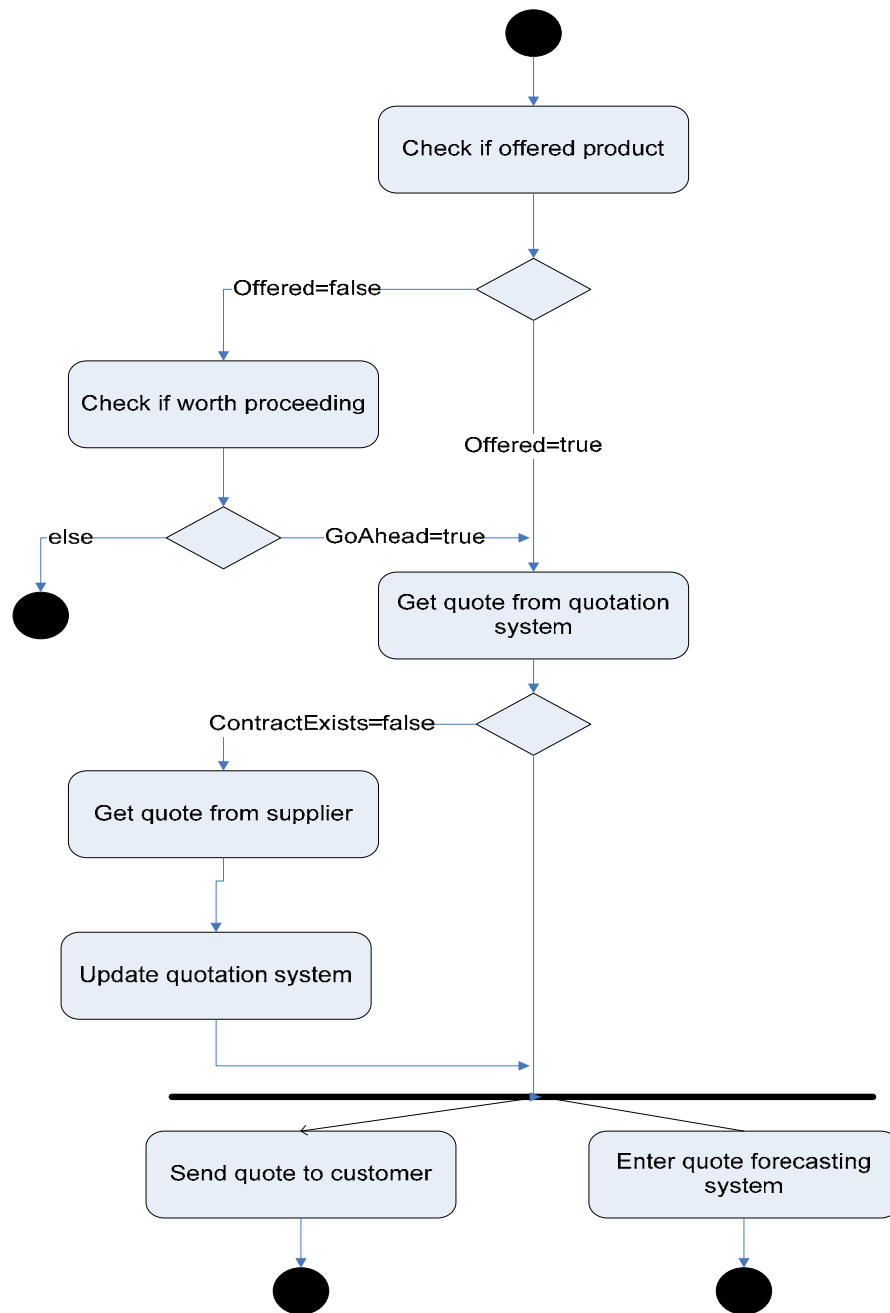 Check if offered product
Offered=false
Check if worth proceeding
Offered=true
else
GoAhead=true
Get quote from quotation
system
ContractExists=false
Get quote from supplier
Update quotation system
Send quote to customer
Enter quote forecasting
system